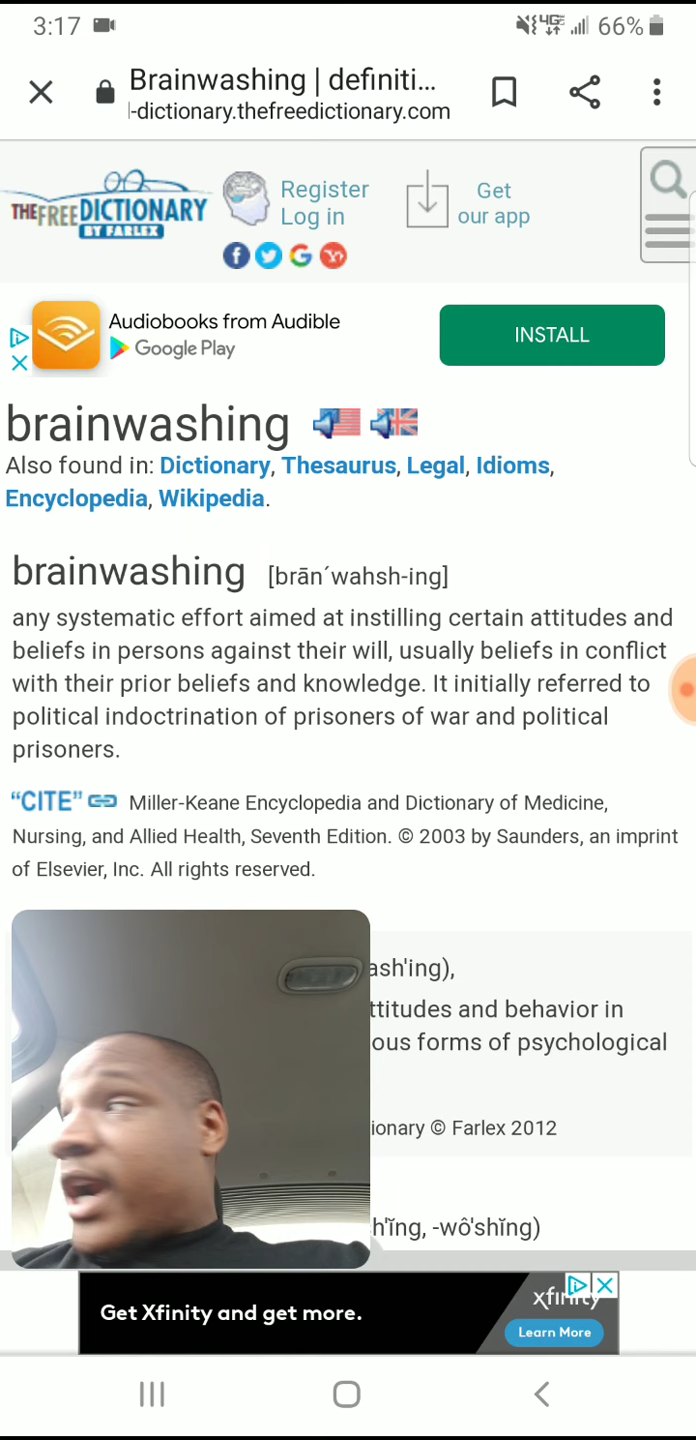 3:17
4GE 66%
Brainwashing | definiti...
-dictionary.thefreedictionary.com
THE FREE DICTIONARY
BY FARLEX
Register
Log in
Get
our app
Audiobooks from Audible
Google Play
INSTALL
brainwashing
Also found in: Dictionary, Thesaurus, Legal, Idioms,
Encyclopedia, Wikipedia.
brainwashing [brān´wahsh-ing]
any systematic effort aimed at instilling certain attitudes and
beliefs in persons against their will, usually beliefs in conflict
with their prior beliefs and knowledge. It initially referred to
political indoctrination of prisoners of war and political
prisoners.
“CITE” Miller-Keane Encyclopedia and Dictionary of Medicine,
Nursing, and Allied Health, Seventh Edition. © 2003 by Saunders, an imprint
of Elsevier, Inc. All rights reserved.
ash'ing),
ttitudes and behavior in
ous forms of psychological
ionary © Farlex 2012
h'ĭng, -wô'shĭng)
Get Xfinity and get more.
xfinity
Learn More